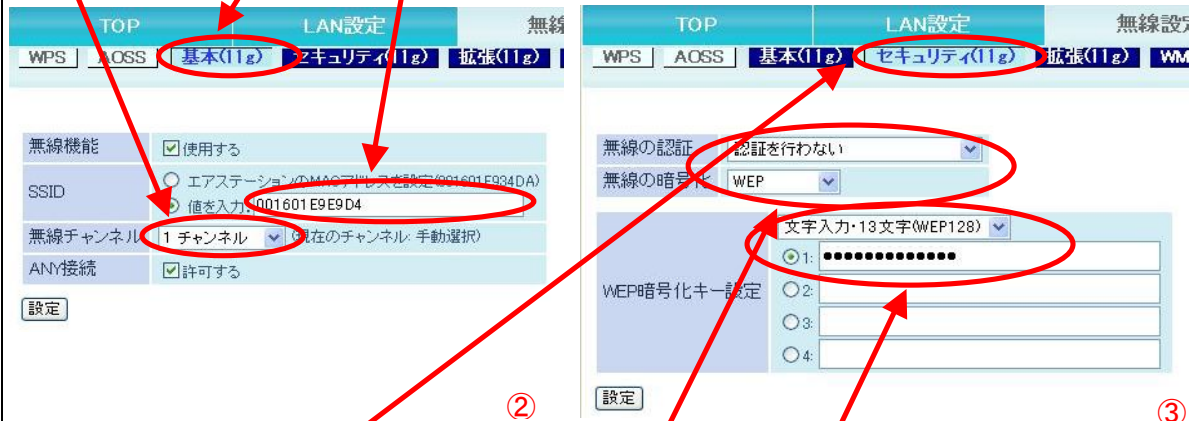 TOP LAN設定 無線
WPS AOSS 基本(11g) セキュリティ(11g) 拡張(11g)
無線機能 使用する
SSID エアステーションのMACアドレスを設定(001601E934DA)
値を入力: 001601E9E9D4
無線チャンネル 1 チャンネル (現在のチャンネル: 手動選択)
ANY接続 許可する
設定
②
TOP LAN設定 無線設定
WPS AOSS 基本(11g) セキュリティ(11g) 拡張(11g) WM
無線の認証 認証を行わない
無線の暗号化 WEP
文字入力・13文字(WEP128)
1: ●●●●●●●●●●●●●
WEP暗号化キー設定 2:
3:
4:
設定
③